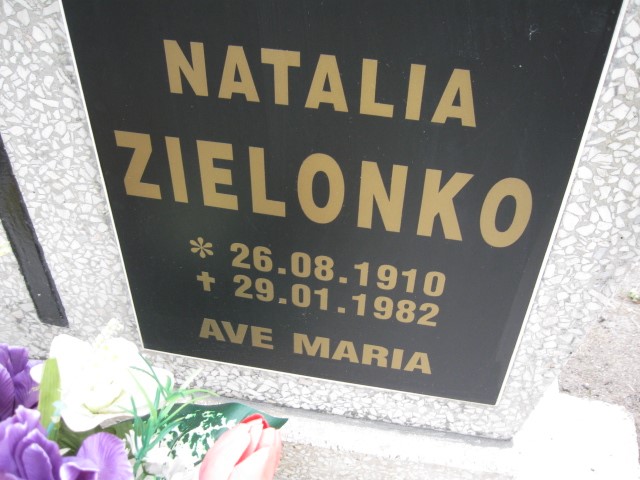 NATALIA
ZIELONKO
* 26.08.1910
✝ 29.01.1982
AVE MARIA